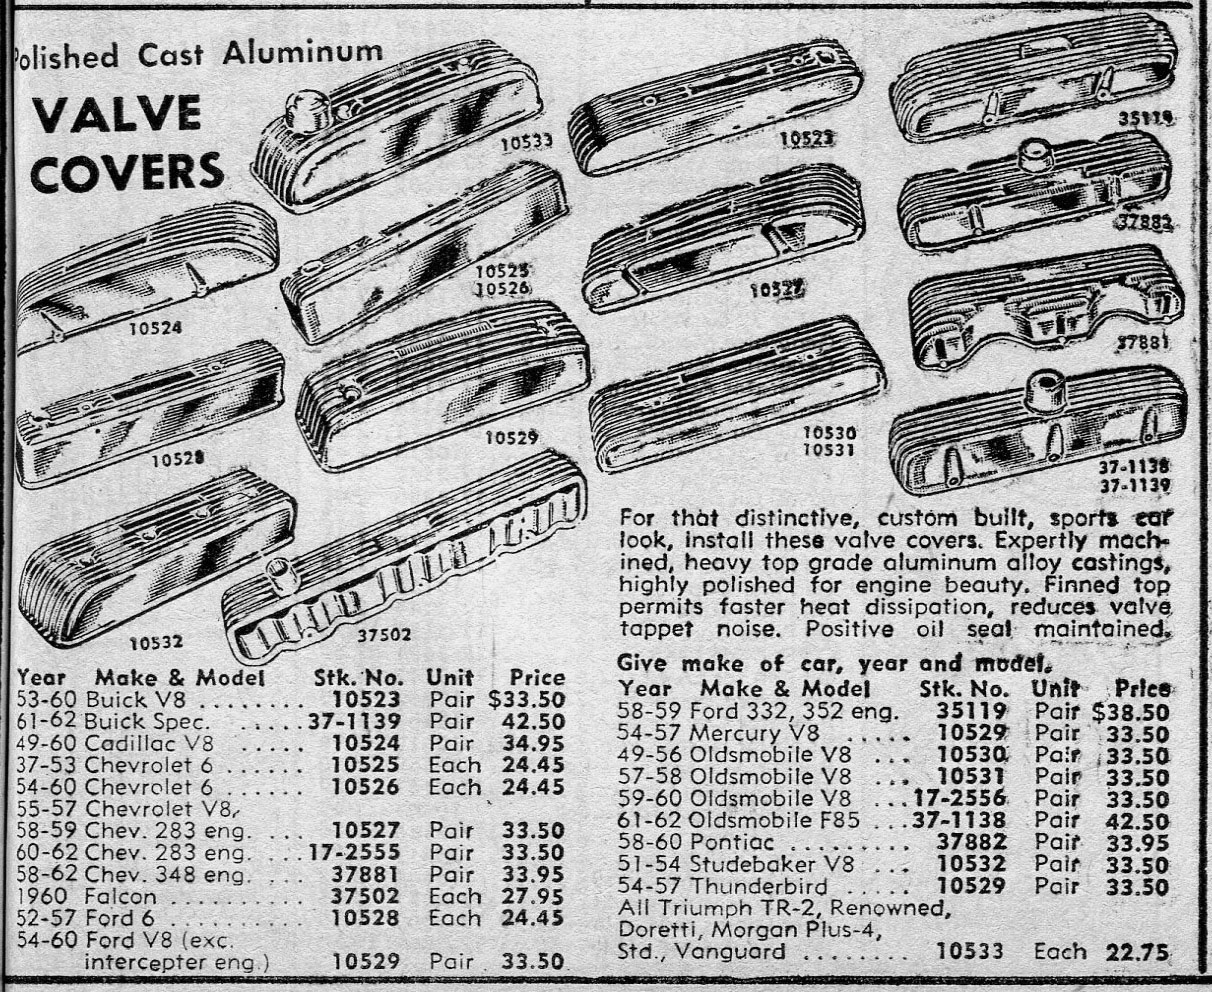 Polished Cast Aluminum
VALVE
COVERS
10533
10523
35119
37882
10525
10526
10527
10524
37881
10528
10529
10530
10531
37-1138
37-1139
10532
37502
For that distinctive, custom built, sports car
look, install these valve covers. Expertly mach-
ined, heavy top grade aluminum alloy castings,
highly polished for engine beauty. Finned top
permits faster heat dissipation, reduces valve
tappet noise. Positive oil seal maintained.
Give make of car, year and model.
Year Make & Model Stk. No. Unit Price
53-60 Buick V8 ........ 10523 Pair $33.50
61-62 Buick Spec. ..... 37-1139 Pair 42.50
49-60 Cadillac V8 ..... 10524 Pair 34.95
37-53 Chevrolet 6 ...... 10525 Each 24.45
54-60 Chevrolet 6 ...... 10526 Each 24.45
55-57 Chevrolet V8,
58-59 Chev. 283 eng. ... 10527 Pair 33.50
60-62 Chev. 283 eng. ... 17-2555 Pair 33.50
58-62 Chev. 348 eng. ... 37881 Pair 33.95
1960 Falcon .......... 37502 Each 27.95
52-57 Ford 6 .......... 10528 Each 24.45
54-60 Ford V8 (exc.
intercepter eng.) 10529 Pair 33.50
Year Make & Model Stk. No. Unit Price
58-59 Ford 332, 352 eng. 35119 Pair $38.50
54-57 Mercury V8 ..... 10529 Pair 33.50
49-56 Oldsmobile V8 ... 10530 Pair 33.50
57-58 Oldsmobile V8 ... 10531 Pair 33.50
59-60 Oldsmobile V8 ... 17-2556 Pair 33.50
61-62 Oldsmobile F85 ... 37-1138 Pair 42.50
58-60 Pontiac ......... 37882 Pair 33.95
51-54 Studebaker V8 ... 10532 Pair 33.50
54-57 Thunderbird ..... 10529 Pair 33.50
All Triumph TR-2, Renowned,
Doretti, Morgan Plus-4,
Std., Vanguard ........ 10533 Each 22.75